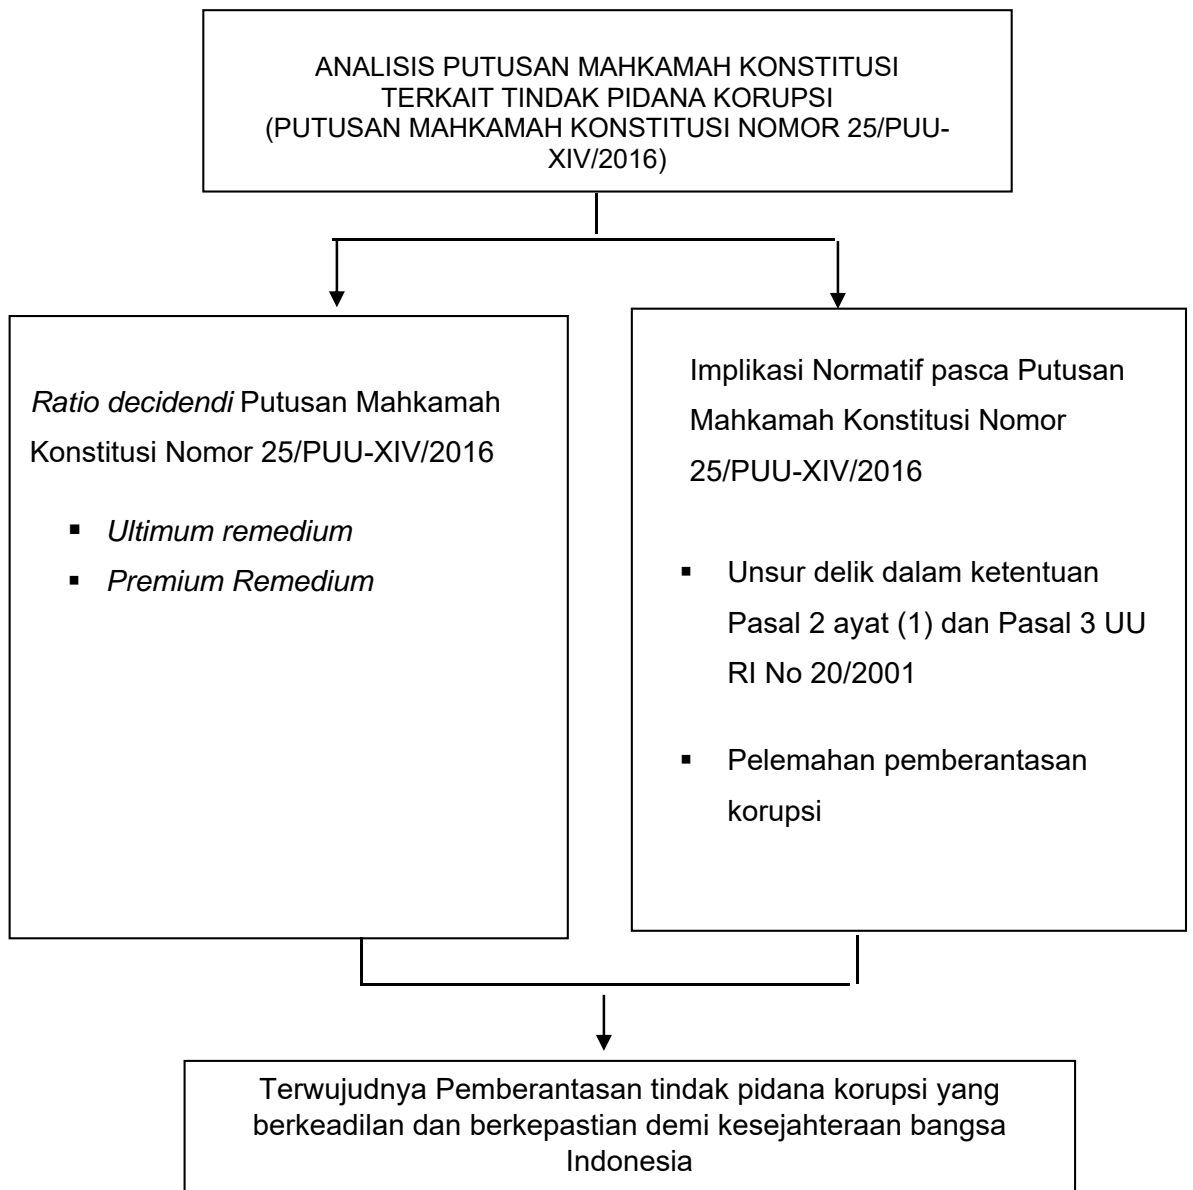 ANALISIS PUTUSAN MAHKAMAH KONSTITUSI
TERKAIT TINDAK PIDANA KORUPSI
(PUTUSAN MAHKAMAH KONSTITUSI NOMOR 25/PUU-
XIV/2016)
Ratio decidendi Putusan Mahkamah
Konstitusi Nomor 25/PUU-XIV/2016
▪ Ultimum remedium
▪ Premium Remedium
Implikasi Normatif pasca Putusan
Mahkamah Konstitusi Nomor
25/PUU-XIV/2016
▪ Unsur delik dalam ketentuan
Pasal 2 ayat (1) dan Pasal 3 UU
RI No 20/2001
▪ Pelemahan pemberantasan
korupsi
Terwujudnya Pemberantasan tindak pidana korupsi yang
berkeadilan dan berkepastian demi kesejahteraan bangsa
Indonesia